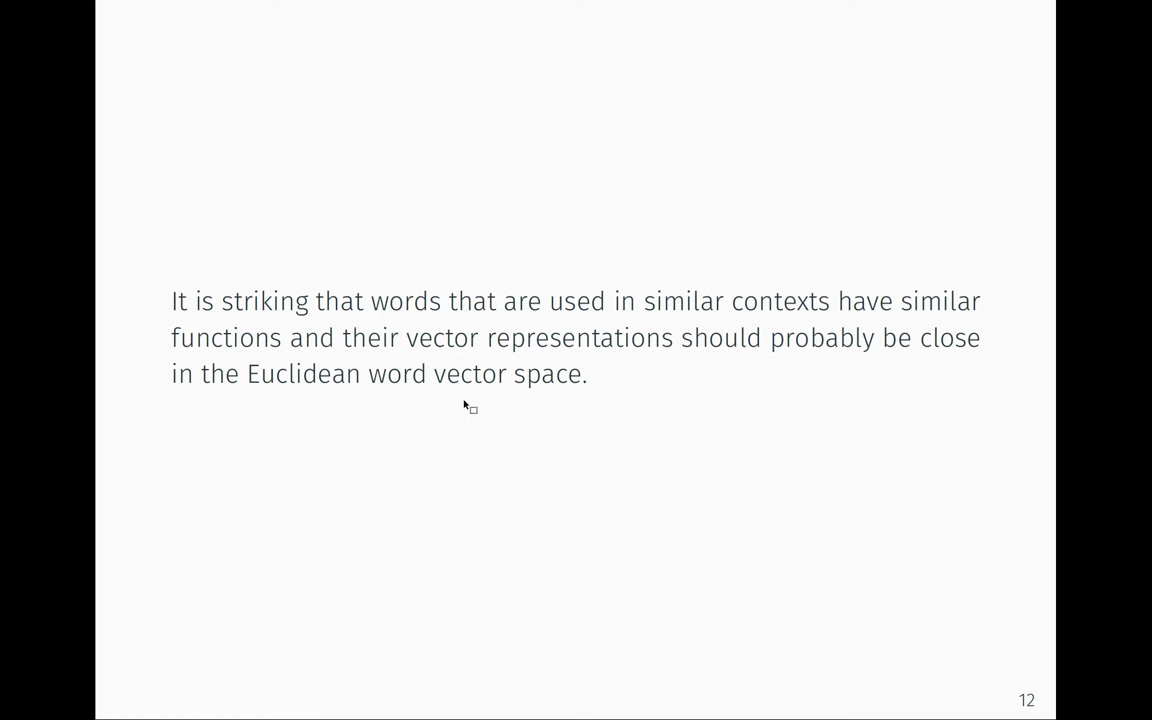 It is striking that words that are used in similar contexts have similar
functions and their vector representations should probably be close
in the Euclidean word vector space.
12